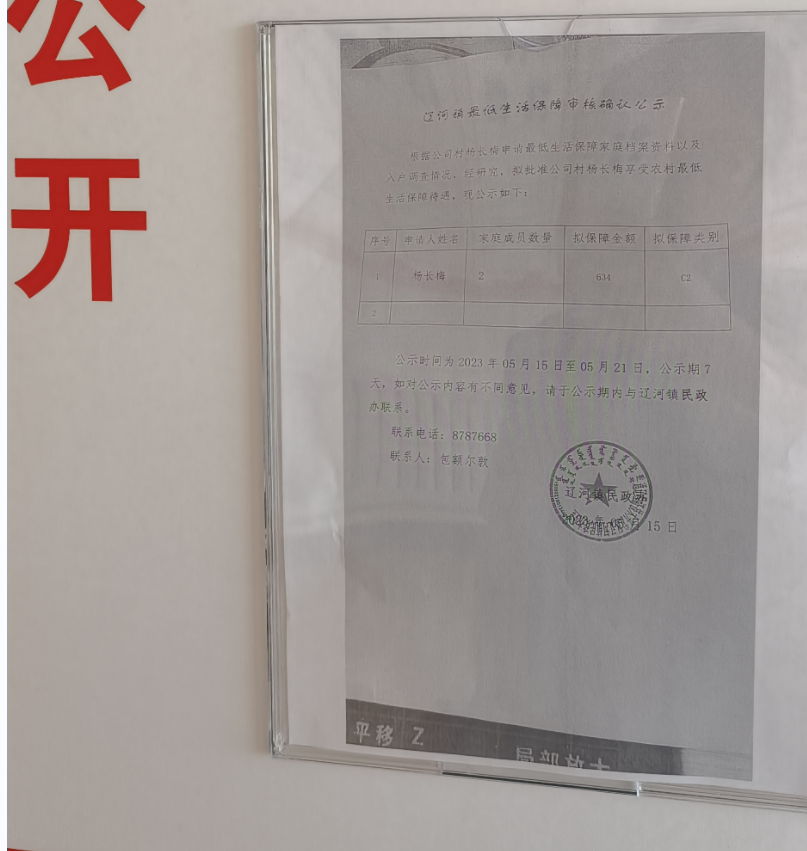 公
开
辽河镇最低生活保障审核确认公示
根据公司村杨长梅申请最低生活保障家庭档案资料以及
入户调查情况，经研究，拟批准公司村杨长梅享受农村最低
生活保障待遇，现公示如下：
序号 申请人姓名 家庭成员数量 拟保障金额 拟保障类别
1 杨长梅 2 634 C2
2
公示时间为 2023 年 05 月 15 日至 05 月 21 日，公示期 7
天，如对公示内容有不同意见，请于公示期内与辽河镇民政
办联系。
联系电话：8787668
联系人：包额尔敦
辽河镇民政办
15 日
平移 Z
局部放大